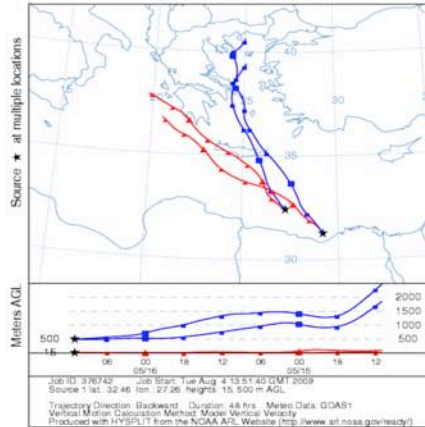 Source ★ at multiple locations
40
35
30
25
30
35
Meters AGL
500
15
2000
1500
1000
500
06 00 18 12 06 00 18 12
05/16 05/15
Job ID: 376742 Job Start: Tue Aug 4 13:51:40 GMT 2009
Source 1 lat.: 32.46 lon.: 27.26 heights: 15, 500 m AGL
Trajectory Direction: Backward Duration: 48 hrs Meteo Data: GDAS1
Vertical Motion Calculation Method: Model Vertical Velocity
Produced with HYSPLIT from the NOAA ARL Website (http://www.arl.noaa.gov/ready/)